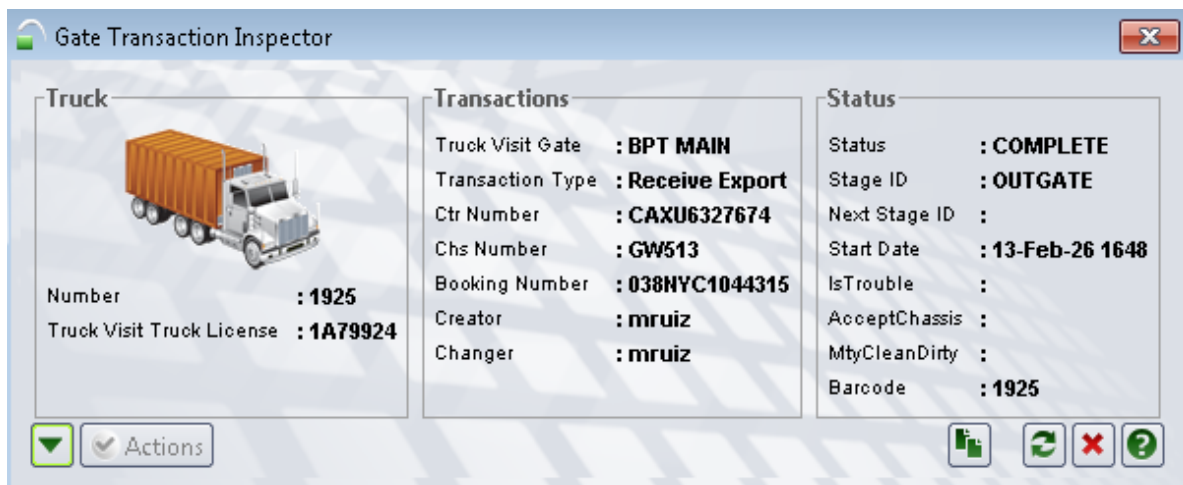 Gate Transaction Inspector
Truck
Number : 1925
Truck Visit Truck License : 1A79924
Transactions
Truck Visit Gate : BPT MAIN
Transaction Type : Receive Export
Ctr Number : CAXU6327674
Chs Number : GW513
Booking Number : 038NYC1044315
Creator : mruiz
Changer : mruiz
Status
Status : COMPLETE
Stage ID : OUTGATE
Next Stage ID :
Start Date : 13-Feb-26 1648
IsTrouble :
AcceptChassis :
MtyCleanDirty :
Barcode : 1925
Actions